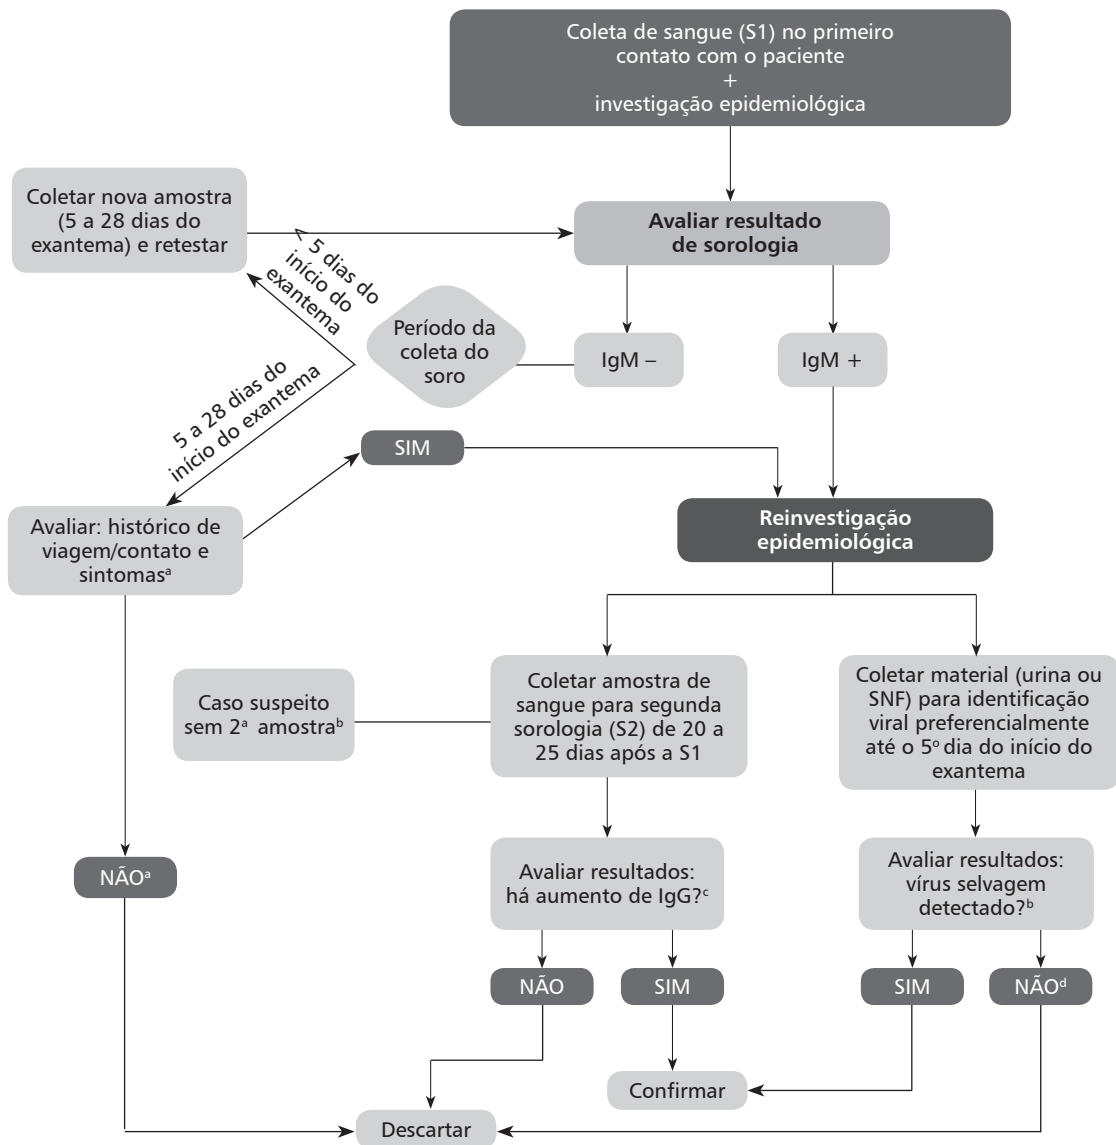 Coleta de sangue (S1) no primeiro
contato com o paciente
+
investigação epidemiológica
Coletar nova amostra
(5 a 28 dias do
exantema) e retestar
Avaliar resultado
de sorologia
< 5 dias do
início do
exantema
Período da
coleta do
soro
IgM –
IgM +
5 a 28 dias do
início do exantema
SIM
Avaliar: histórico de
viagem/contato e
sintomasᵃ
Reinvestigação
epidemiológica
Caso suspeito
sem 2ᵃ amostraᵇ
Coletar amostra de
sangue para segunda
sorologia (S2) de 20 a
25 dias após a S1
Coletar material (urina ou
SNF) para identificação
viral preferencialmente
até o 5º dia do início do
exantema
NÃOᵃ
Avaliar resultados:
há aumento de IgG?ᶜ
Avaliar resultados:
vírus selvagem
detectado?ᵇ
NÃO
SIM
SIM
NÃOᵈ
Confirmar
Descartar